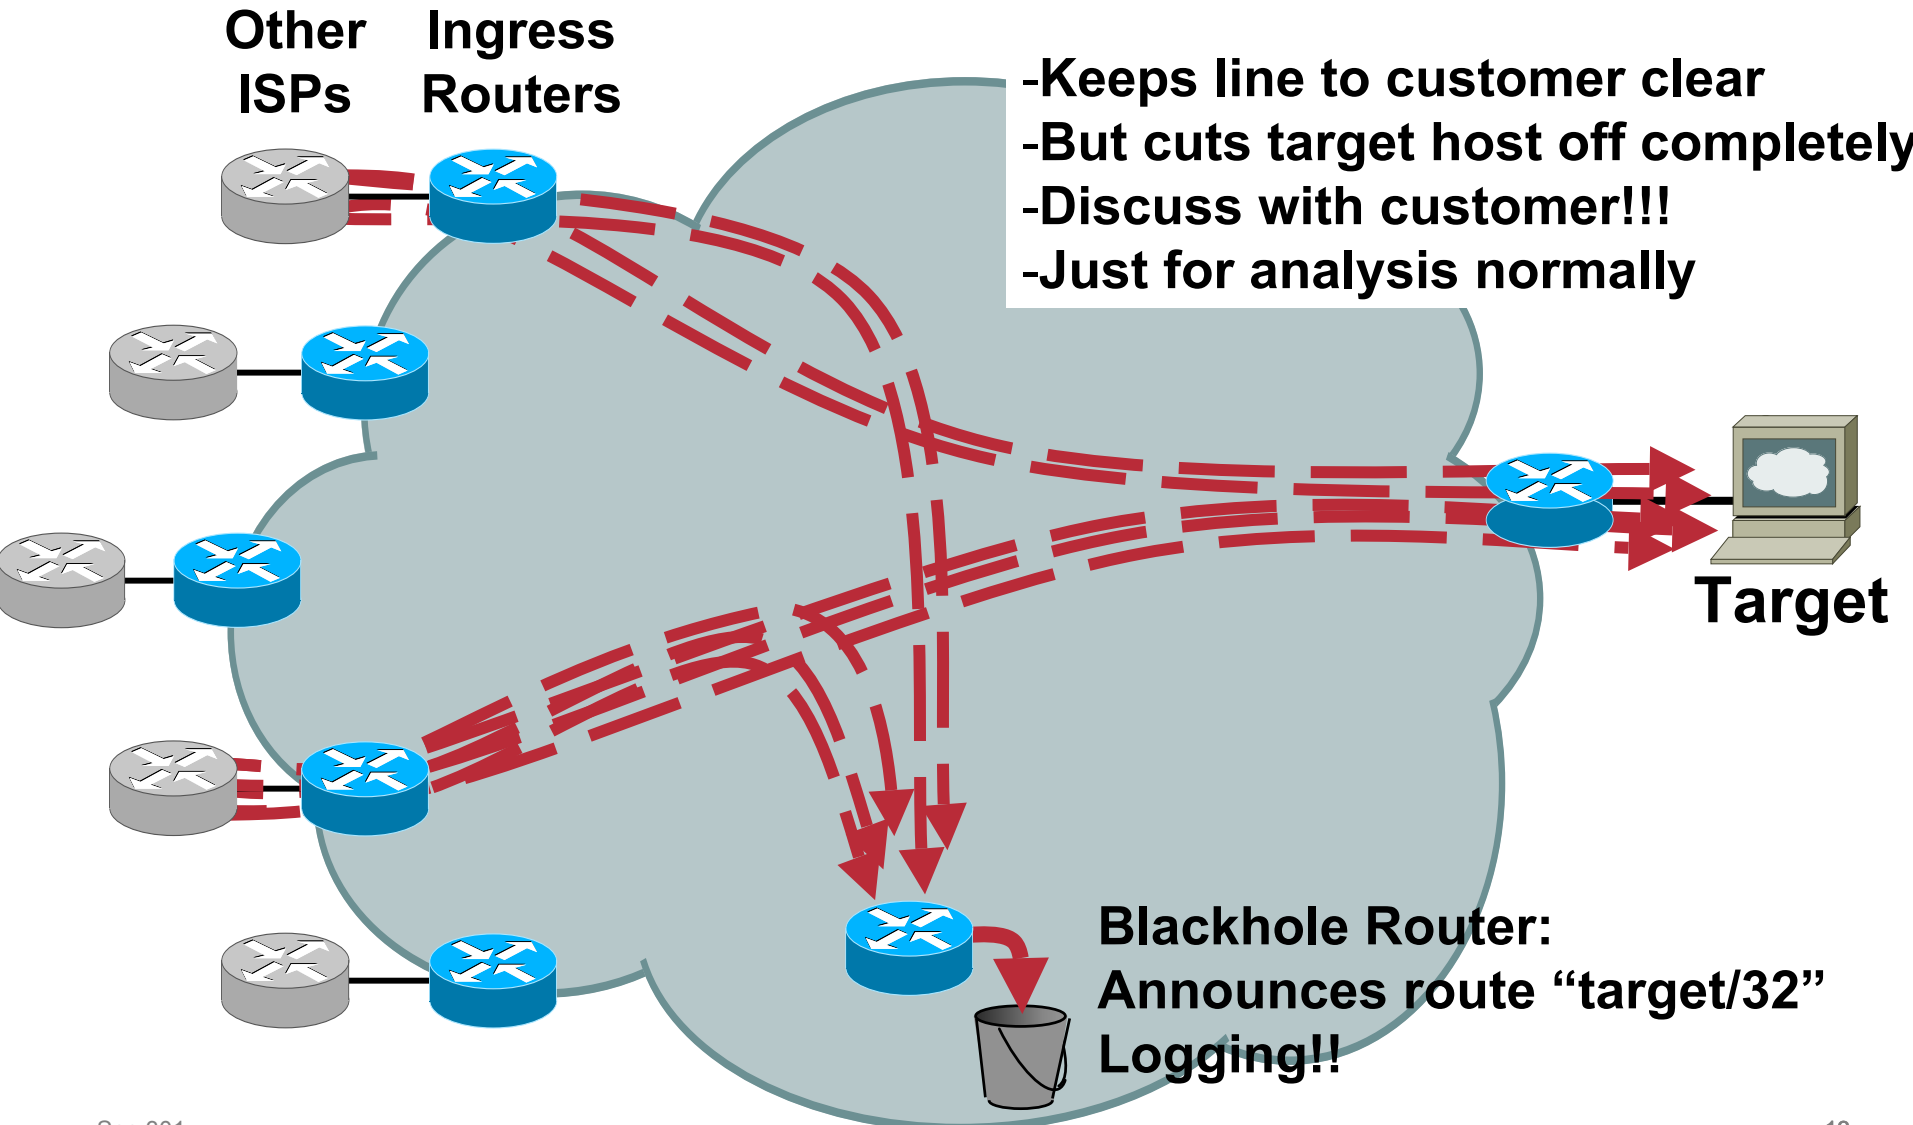 Other
ISPs
Ingress
Routers
-Keeps line to customer clear
-But cuts target host off completely
-Discuss with customer!!!
-Just for analysis normally
Target
Blackhole Router:
Announces route “target/32”
Logging!!